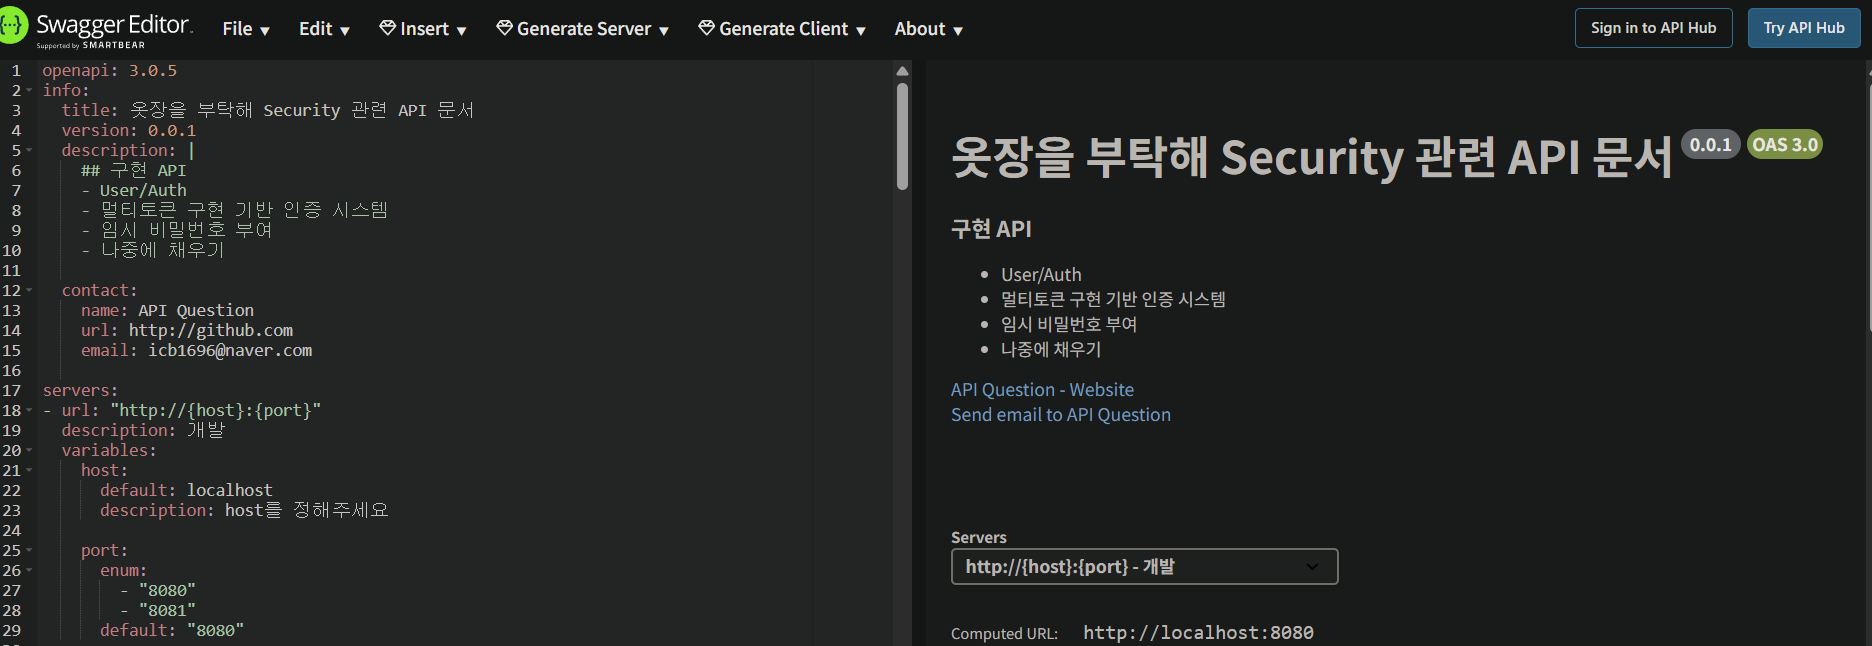 Swagger Editor.
Supported by SMARTBEAR
File Edit Insert Generate Server Generate Client About
Sign in to API Hub
Try API Hub
1 openapi: 3.0.5
2 info:
3 title: 옷장을 부탁해 Security 관련 API 문서
4 version: 0.0.1
5 description: |
6 ## 구현 API
7 - User/Auth
8 - 멀티토큰 구현 기반 인증 시스템
9 - 임시 비밀번호 부여
10 - 나중에 채우기
11
12 contact:
13 name: API Question
14 url: http://github.com
15 email: icb1696@naver.com
16
17 servers:
18 - url: "http://{host}:{port}"
19 description: 개발
20 variables:
21 host:
22 default: localhost
23 description: host를 정해주세요
24
25 port:
26 enum:
27 - "8080"
28 - "8081"
29 default: "8080"
옷장을 부탁해 Security 관련 API 문서 0.0.1 OAS 3.0
구현 API
• User/Auth
• 멀티토큰 구현 기반 인증 시스템
• 임시 비밀번호 부여
• 나중에 채우기
API Question - Website
Send email to API Question
Servers
http://{host}:{port} - 개발
Computed URL: http://localhost:8080